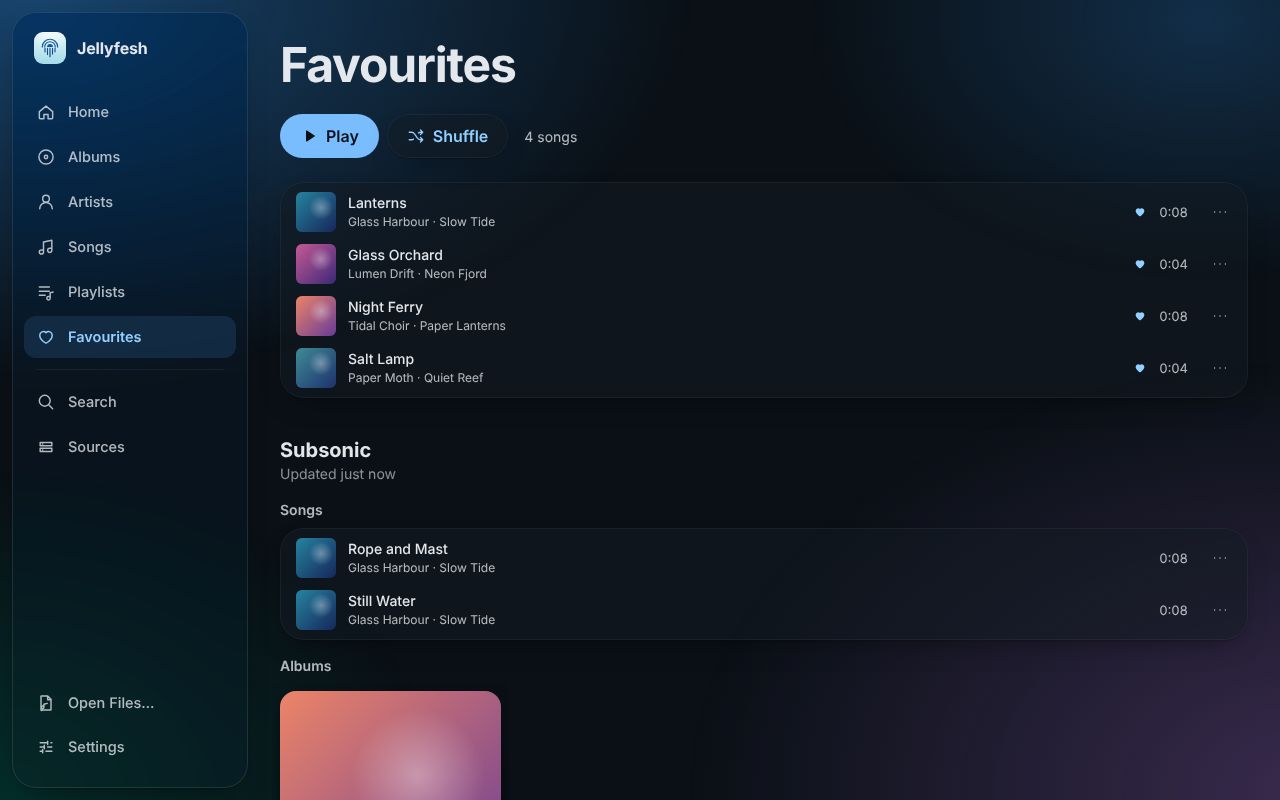 Jellyfesh
Home
Albums
Artists
Songs
Playlists
Favourites
Search
Sources
Open Files...
Settings
Favourites
Play
Shuffle
4 songs
Lanterns
Glass Harbour · Slow Tide
0:08
Glass Orchard
Lumen Drift · Neon Fjord
0:04
Night Ferry
Tidal Choir · Paper Lanterns
0:08
Salt Lamp
Paper Moth · Quiet Reef
0:04
Subsonic
Updated just now
Songs
Rope and Mast
Glass Harbour · Slow Tide
0:08
Still Water
Glass Harbour · Slow Tide
0:08
Albums